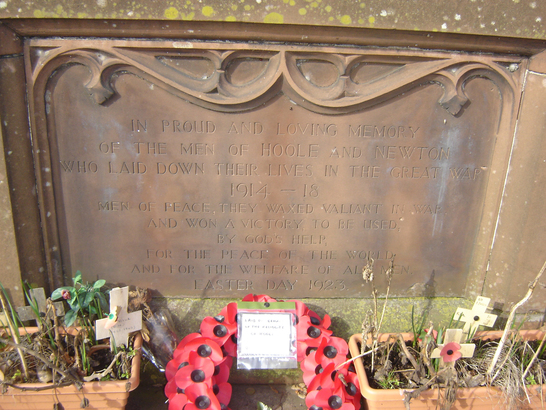 IN PROUD AND LOVING MEMORY
OF THE MEN OF HOOLE AND NEWTON
WHO LAID DOWN THEIR LIVES IN THE GREAT WAR
1914 — 18
MEN OF PEACE, THEY WAXED VALIANT IN WAR
AND WON A VICTORY, TO BE USED,
BY GOD'S HELP,
FOR THE PEACE OF THE WORLD
AND FOR THE WELFARE OF ALL MEN
EASTER DAY 1923